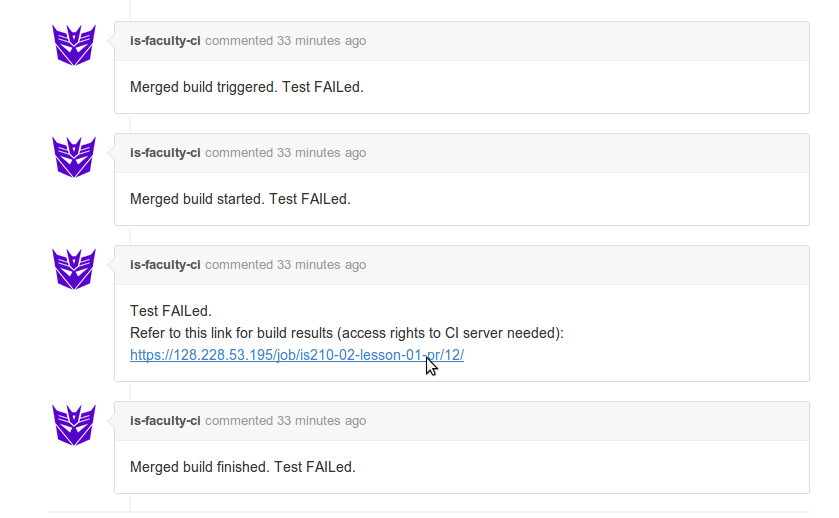 is-faculty-ci commented 33 minutes ago
Merged build triggered. Test FAILed.
is-faculty-ci commented 33 minutes ago
Merged build started. Test FAILed.
is-faculty-ci commented 33 minutes ago
Test FAILed.
Refer to this link for build results (access rights to CI server needed):
https://128.228.53.195/job/is210-02-lesson-01-pr/12/
is-faculty-ci commented 33 minutes ago
Merged build finished. Test FAILed.